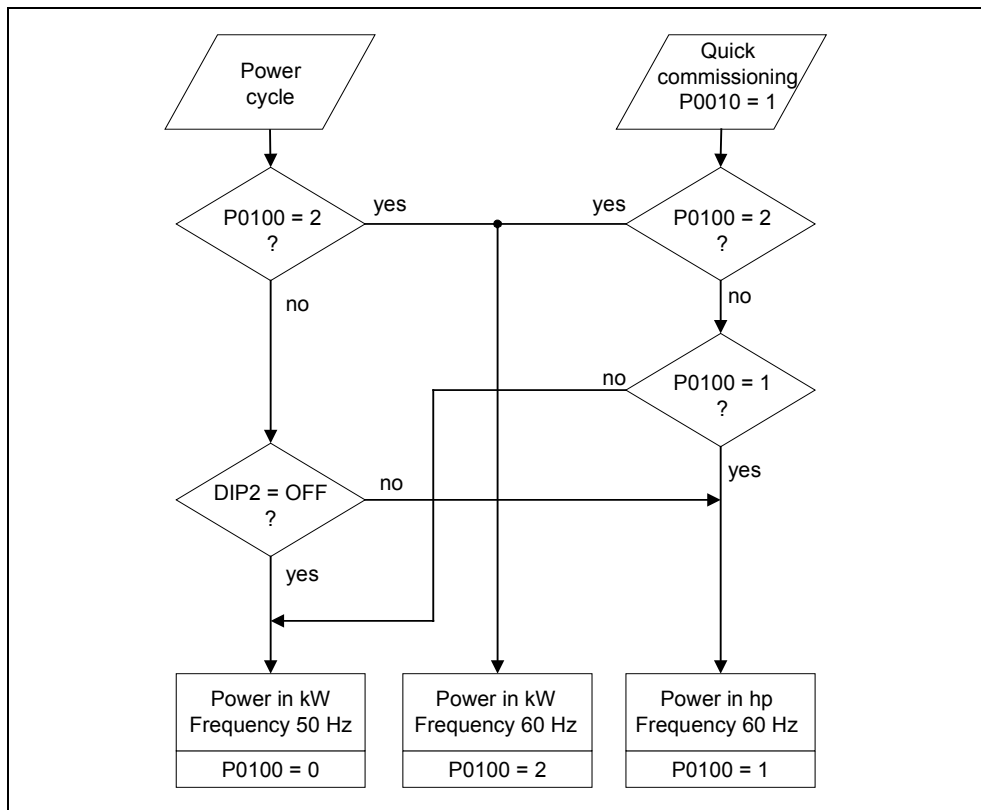 Power
cycle
Quick
commissioning
P0010 = 1
P0100 = 2
?
yes
yes
P0100 = 2
?
no
no
P0100 = 1
?
no
yes
DIP2 = OFF
?
no
yes
Power in kW
Frequency 50 Hz
P0100 = 0
Power in kW
Frequency 60 Hz
P0100 = 2
Power in hp
Frequency 60 Hz
P0100 = 1